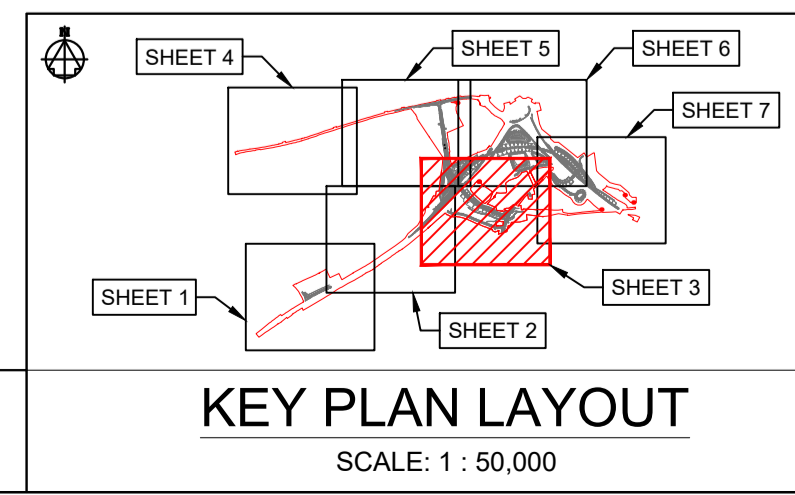 N
SHEET 4
SHEET 5
SHEET 6
SHEET 7
SHEET 1
SHEET 3
SHEET 2
KEY PLAN LAYOUT
SCALE: 1 : 50,000